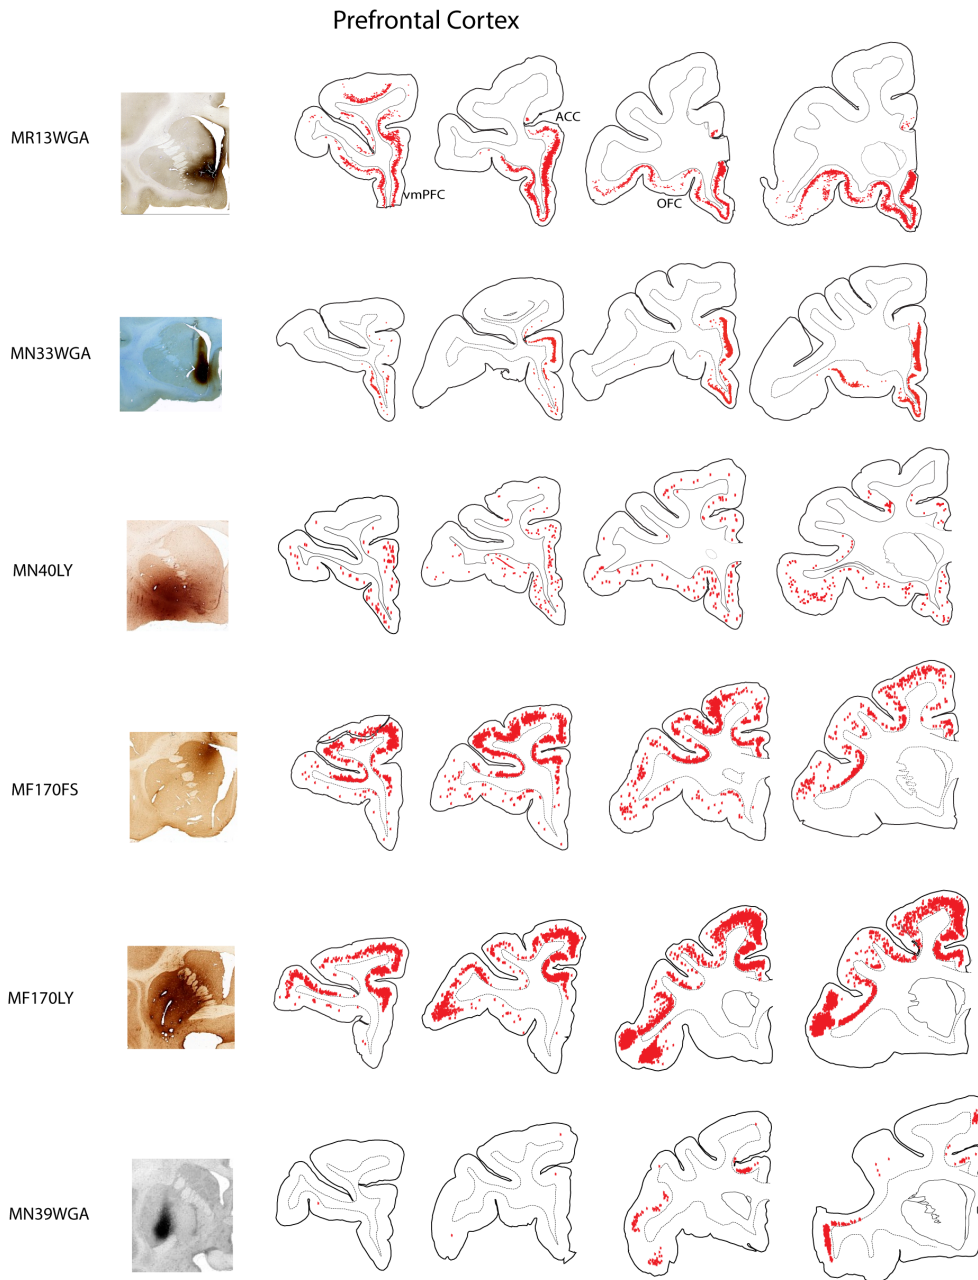 Prefrontal Cortex
MR13WGA
ACC
vmPFC
OFC
MN33WGA
MN40LY
MF170FS
MF170LY
MN39WGA